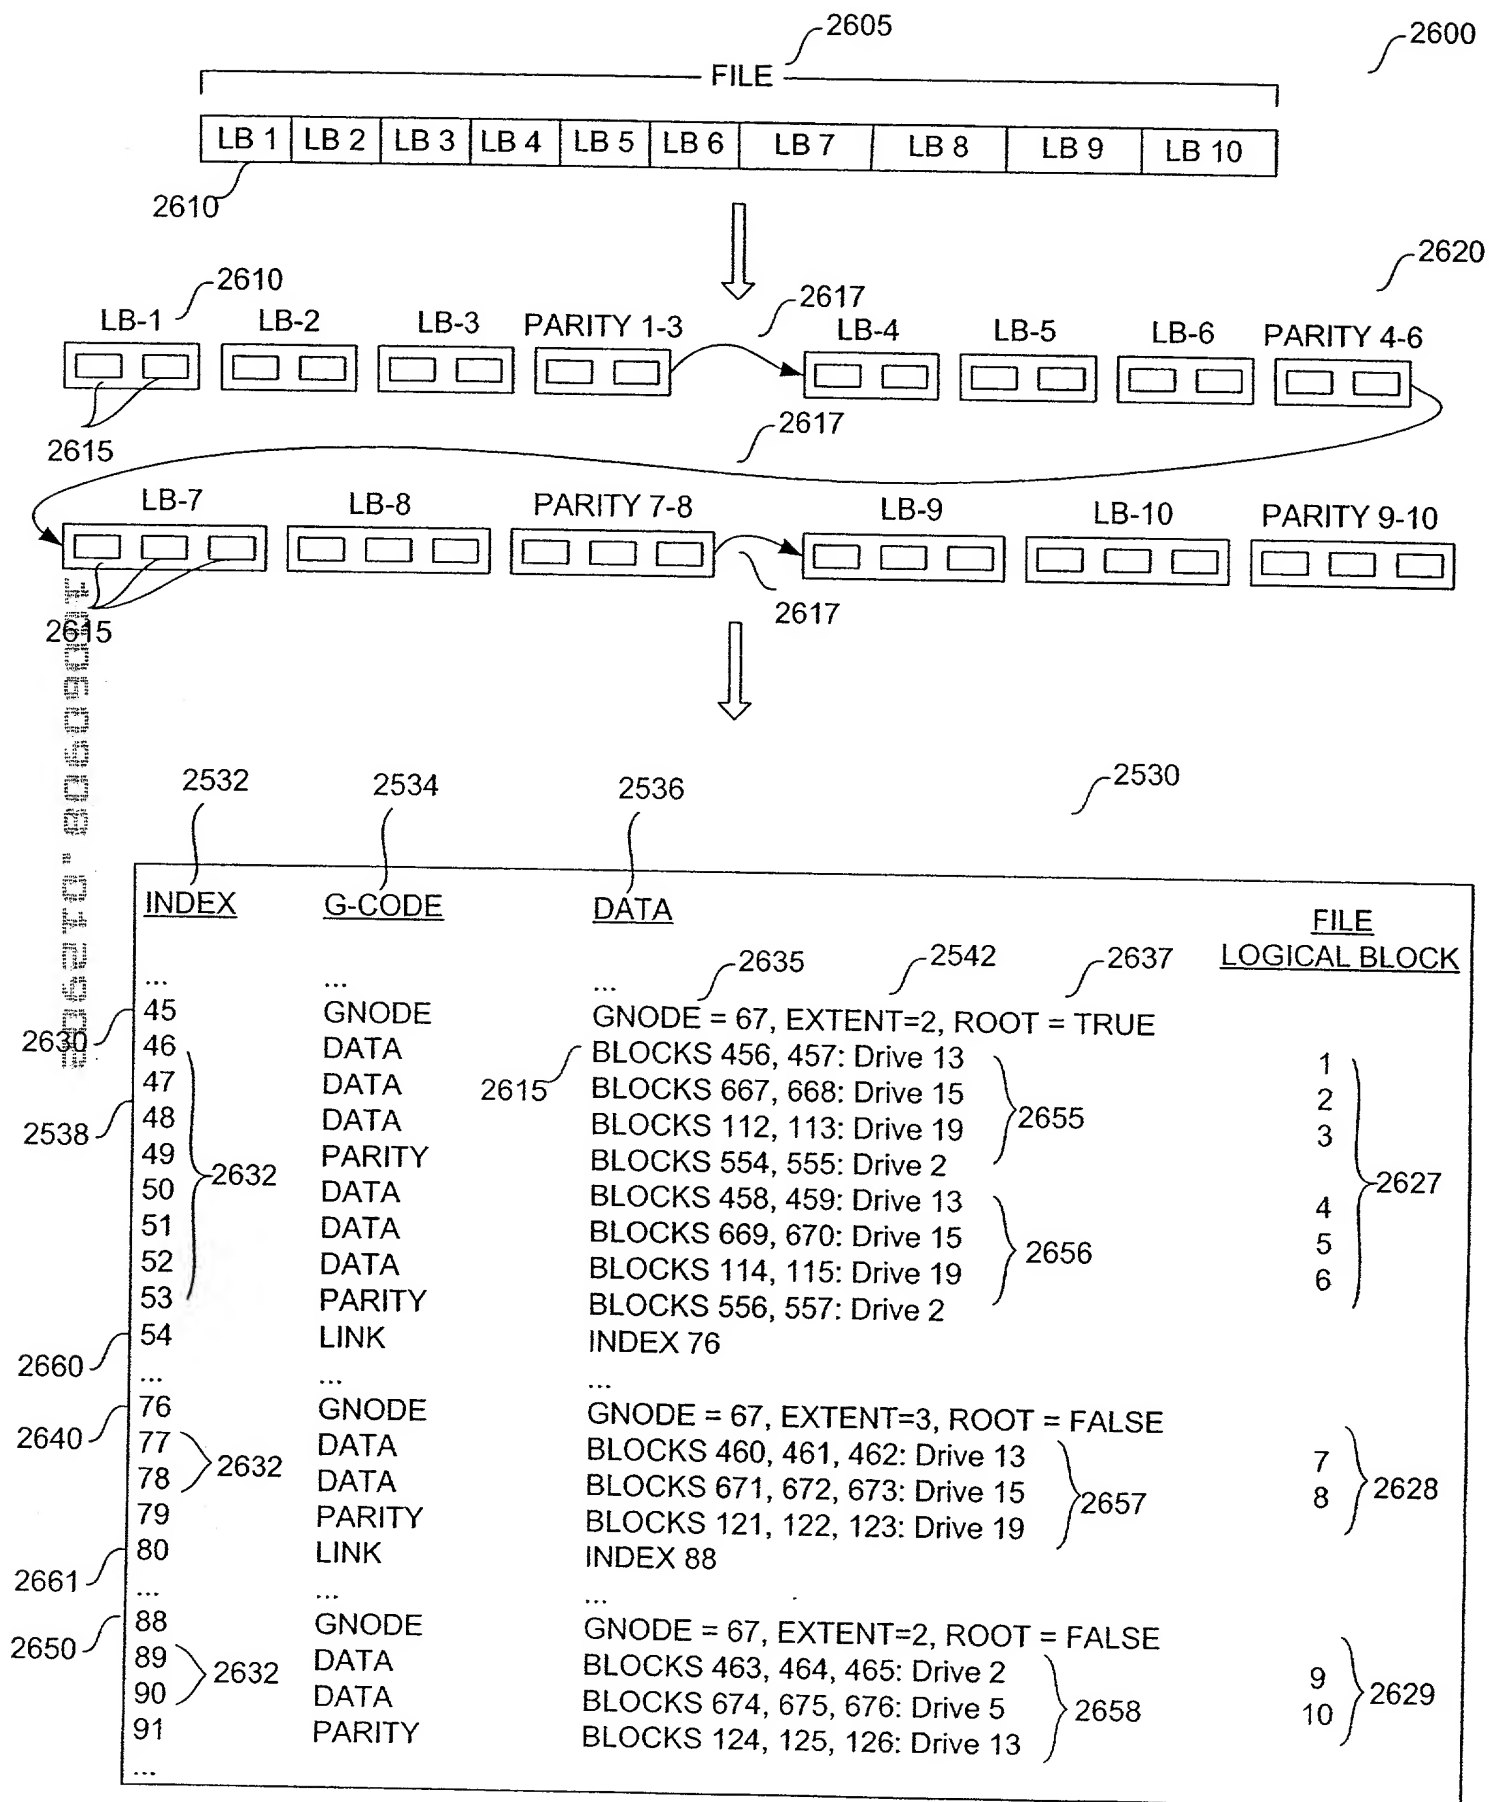 2605
2600
FILE
LB 1 LB 2 LB 3 LB 4 LB 5 LB 6 LB 7 LB 8 LB 9 LB 10
2610
2620
2610
2617
LB-1 LB-2 LB-3 PARITY 1-3 LB-4 LB-5 LB-6 PARITY 4-6
2615
2617
LB-7 LB-8 PARITY 7-8 LB-9 LB-10 PARITY 9-10
2615
2617
2532 2534 2536 2530
INDEX G-CODE DATA FILE LOGICAL BLOCK
2635 2542 2637
... ... ...
45 GNODE GNODE = 67, EXTENT=2, ROOT = TRUE
2630
46 DATA BLOCKS 456, 457: Drive 13 1
2615
47 DATA BLOCKS 667, 668: Drive 15 2
2538
48 DATA BLOCKS 112, 113: Drive 19 3
2655
49 PARITY BLOCKS 554, 555: Drive 2
2632
2627
50 DATA BLOCKS 458, 459: Drive 13 4
51 DATA BLOCKS 669, 670: Drive 15 5
2656
52 DATA BLOCKS 114, 115: Drive 19 6
53 PARITY BLOCKS 556, 557: Drive 2
54 LINK INDEX 76
2660
... ... ...
76 GNODE GNODE = 67, EXTENT=3, ROOT = FALSE
2640
77 DATA BLOCKS 460, 461, 462: Drive 13 7
2632
2628
78 DATA BLOCKS 671, 672, 673: Drive 15 8
2657
79 PARITY BLOCKS 121, 122, 123: Drive 19
80 LINK INDEX 88
2661
... ... ...
88 GNODE GNODE = 67, EXTENT=2, ROOT = FALSE
2650
89 DATA BLOCKS 463, 464, 465: Drive 2 9
2632
2629
90 DATA BLOCKS 674, 675, 676: Drive 5 10
2658
91 PARITY BLOCKS 124, 125, 126: Drive 13
...